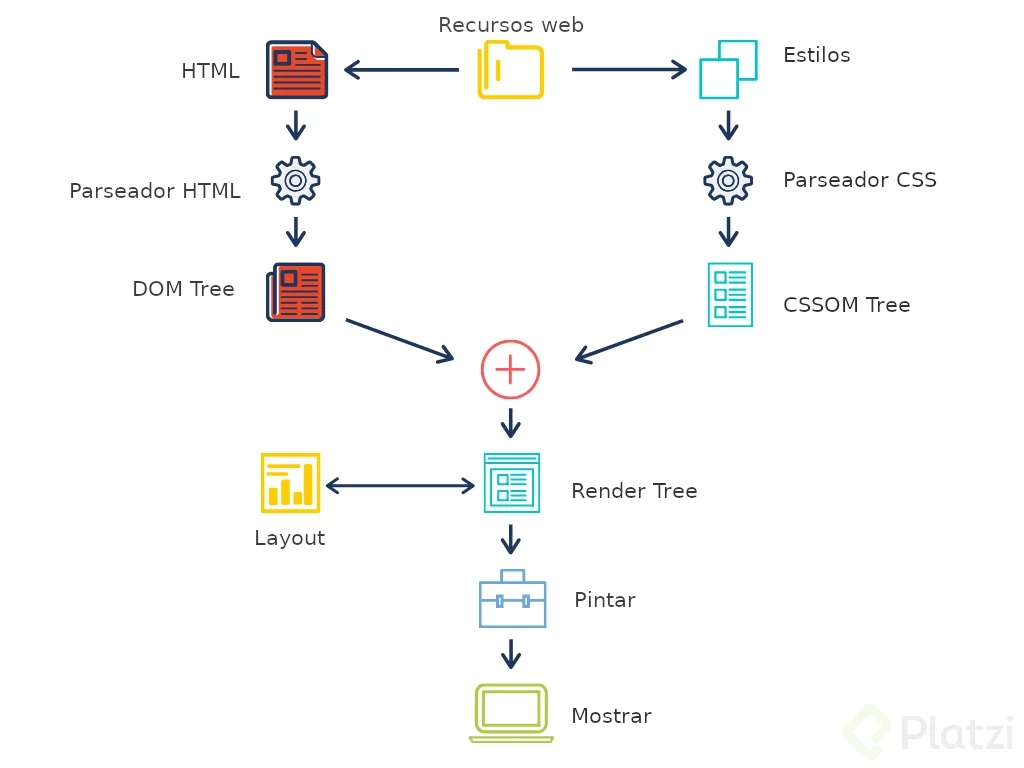 Recursos web
HTML
Estilos
Parseador HTML
Parseador CSS
DOM Tree
CSSOM Tree
Render Tree
Layout
Pintar
Mostrar
Platzi